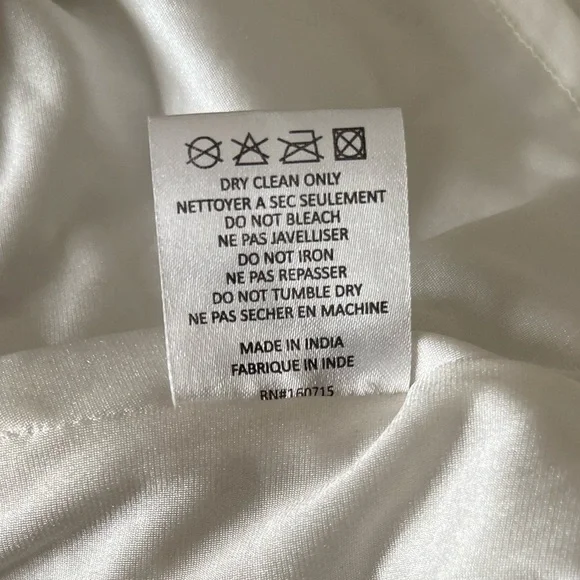 DRY CLEAN ONLY
NETTOYER A SEC SEULEMENT
DO NOT BLEACH
NE PAS JAVELLISER
DO NOT IRON
NE PAS REPASSER
DO NOT TUMBLE DRY
NE PAS SECHER EN MACHINE
MADE IN INDIA
FABRIQUE EN INDE
RN#160715